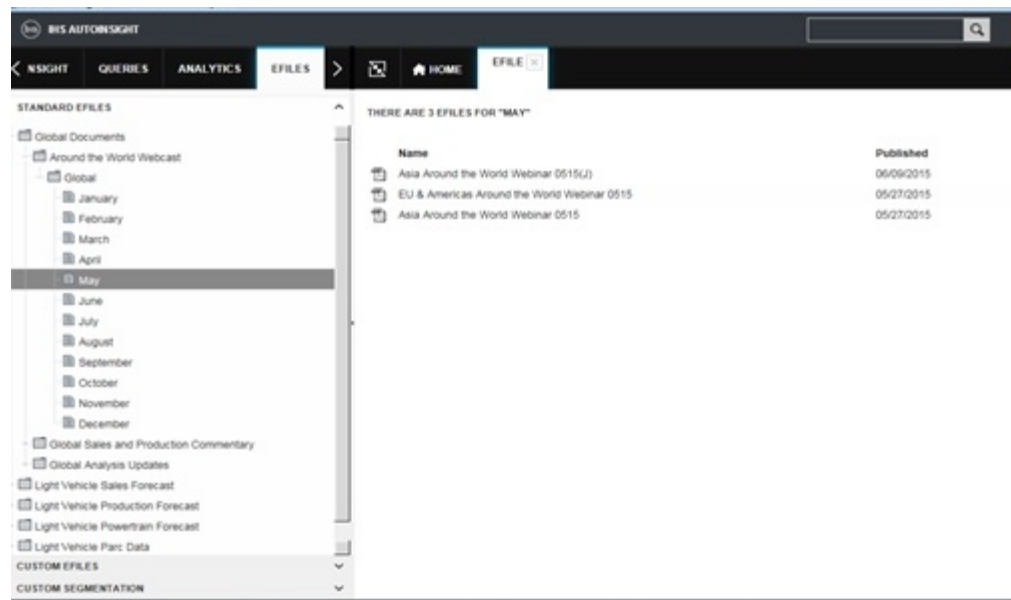 IHS AUTOINSIGHT
NSIGHT QUERIES ANALYTICS EFILES HOME EFILE
STANDARD EFILES
Global Documents
Around the World Webcast
Global
January
February
March
April
May
June
July
August
September
October
November
December
Global Sales and Production Commentary
Global Analysis Updates
Light Vehicle Sales Forecast
Light Vehicle Production Forecast
Light Vehicle Powertrain Forecast
Light Vehicle Parc Data
CUSTOM EFILES
CUSTOM SEGMENTATION
THERE ARE 3 EFILES FOR "MAY"
Name Published
Asia Around the World Webinar 0515(J) 06/09/2015
EU & Americas Around the World Webinar 0515 05/27/2015
Asia Around the World Webinar 0515 05/27/2015